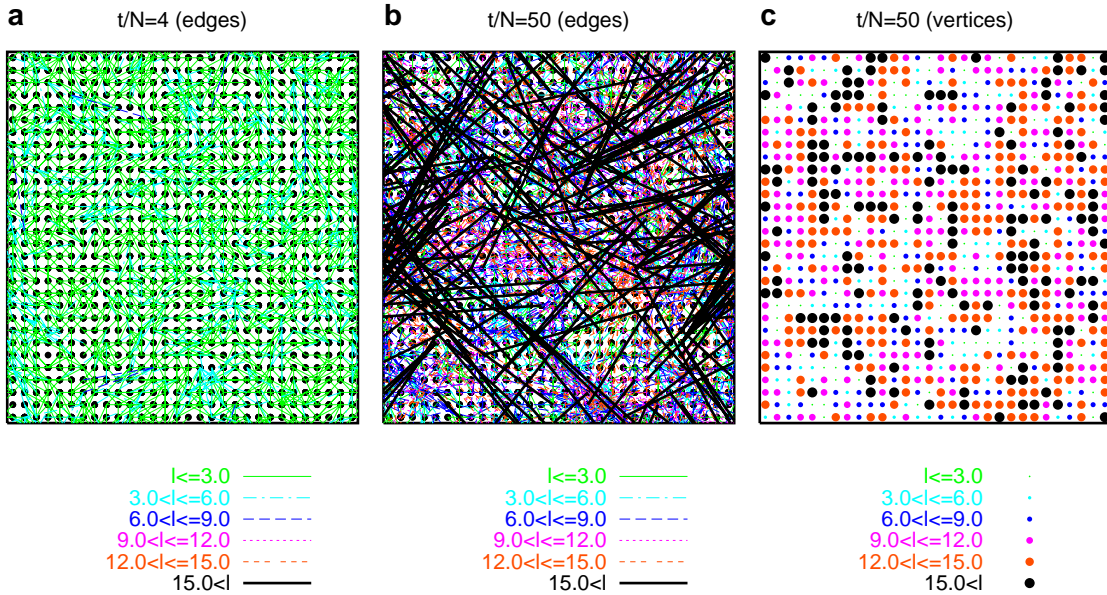 a t/N=4 (edges)
b t/N=50 (edges)
c t/N=50 (vertices)
l<=3.0
3.0<l<=6.0
6.0<l<=9.0
9.0<l<=12.0
12.0<l<=15.0
15.0<l
l<=3.0
3.0<l<=6.0
6.0<l<=9.0
9.0<l<=12.0
12.0<l<=15.0
15.0<l
l<=3.0
3.0<l<=6.0
6.0<l<=9.0
9.0<l<=12.0
12.0<l<=15.0
15.0<l